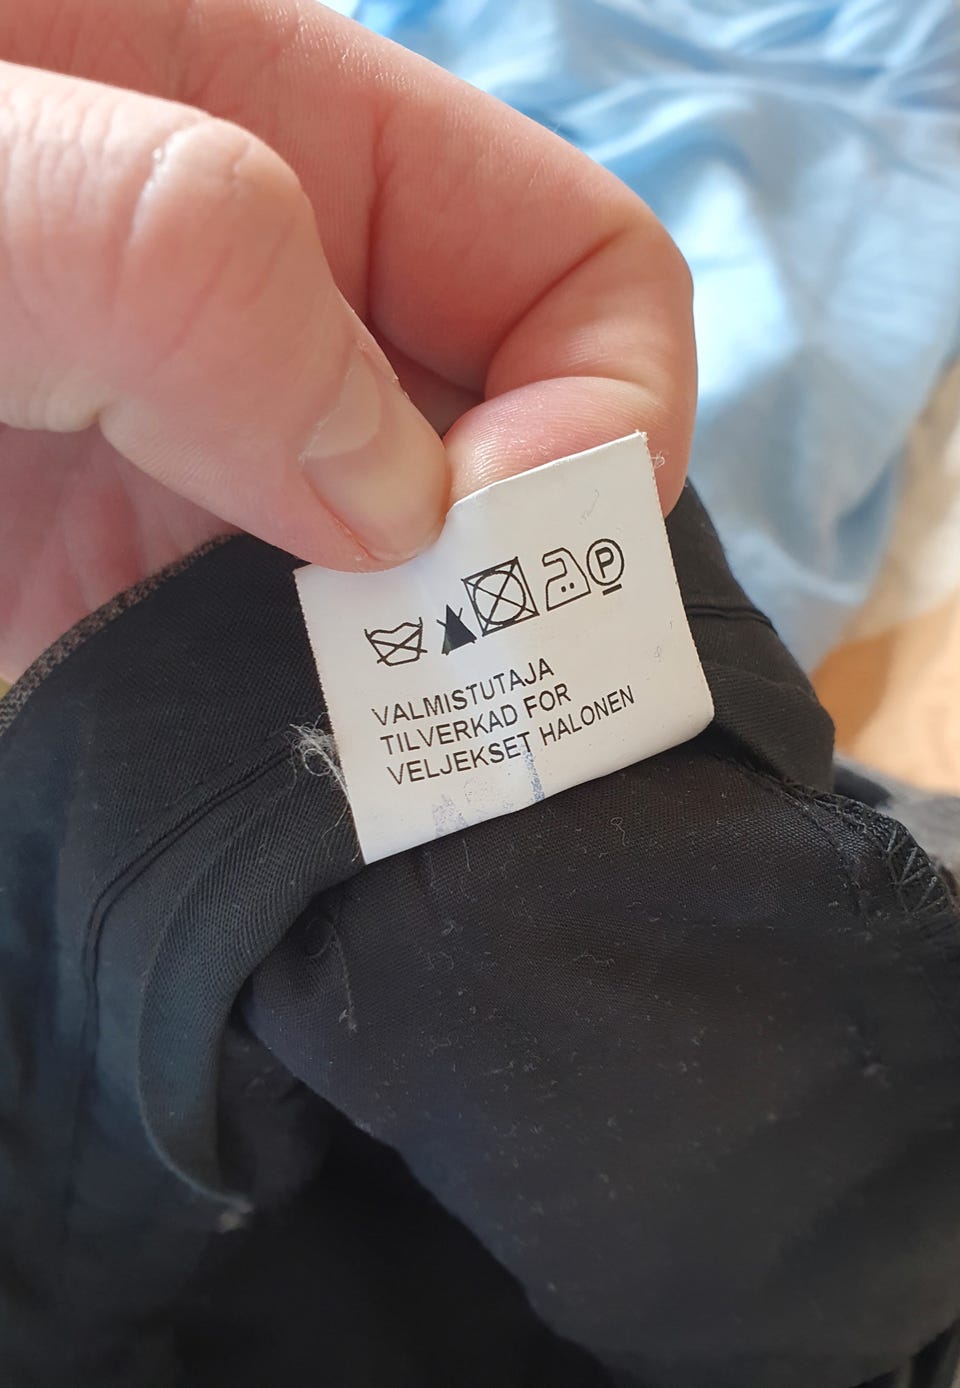 P
VALMISTUTAJA
TILVERKAD FOR
VELJEKSET HALONEN